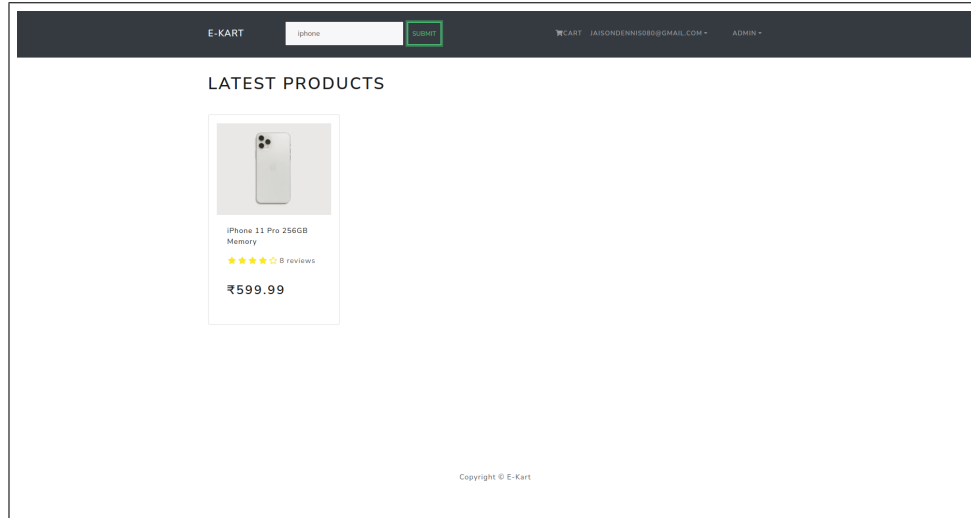 E-KART iphone SUBMIT CART JAISONDENNIS080@GMAIL.COM ADMIN
LATEST PRODUCTS
iPhone 11 Pro 256GB
Memory
8 reviews
₹599.99
Copyright © E-Kart